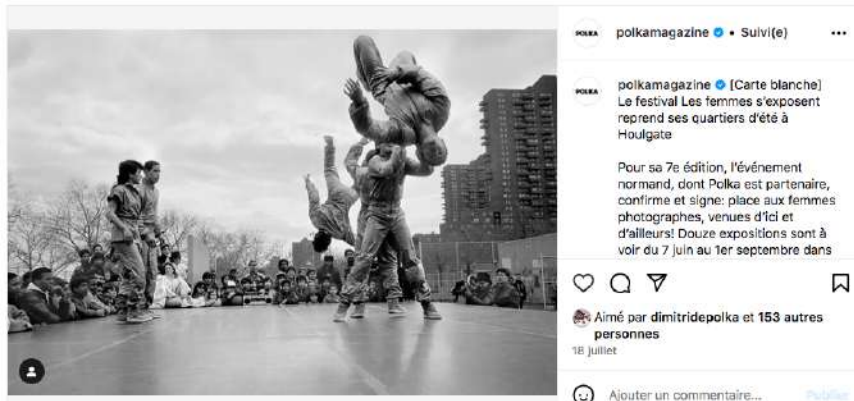 POLKA
polkamagazine • Suivi(e)
POLKA
polkamagazine [Carte blanche]
Le festival Les femmes s'exposent
reprend ses quartiers d'été à
Houlgate
Pour sa 7e édition, l'événement
normand, dont Polka est partenaire,
confirme et signe: place aux femmes
photographes, venues d'ici et
d'ailleurs! Douze expositions sont à
voir du 7 juin au 1er septembre dans
Aimé par dimitridepolka et 153 autres
personnes
18 juillet
Ajouter un commentaire...
Publier